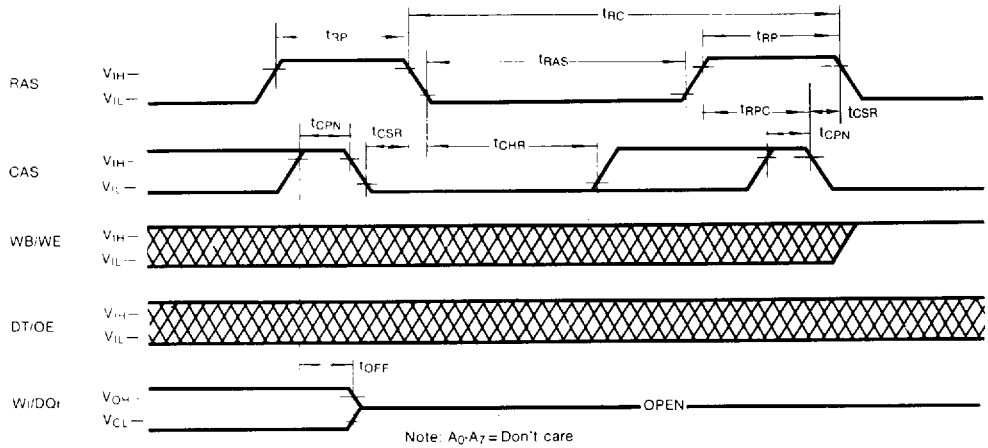 tRC
tRP
tRP
tRAS
RAS
VIH
VIL
tRPC
tCSR
tCPN
tCSR
tCHR
tCPN
CAS
VIH
VIL
WB/WE
VIH
VIL
DT/OE
VIH
VIL
tOFF
Wi/DQi
VOH
OPEN
VCL
Note: A0-A7 = Don't care